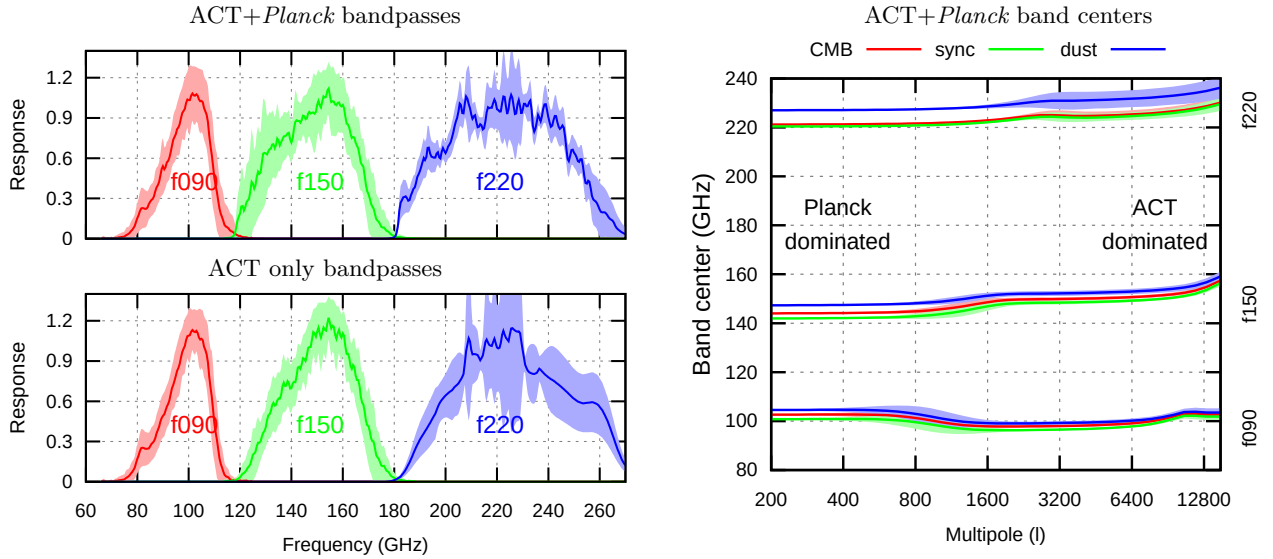 ACT+Planck bandpasses
1.2
0.9
0.6
0.3
0
Response
f090
f150
f220
ACT only bandpasses
1.2
0.9
0.6
0.3
0
Response
f090
f150
f220
60 80 100 120 140 160 180 200 220 240 260
Frequency (GHz)
ACT+Planck band centers
CMB sync dust
240
220
200
180
160
140
120
100
80
Band center (GHz)
Planck
dominated
ACT
dominated
f220
f150
f090
200 400 800 1600 3200 6400 12800
Multipole (l)